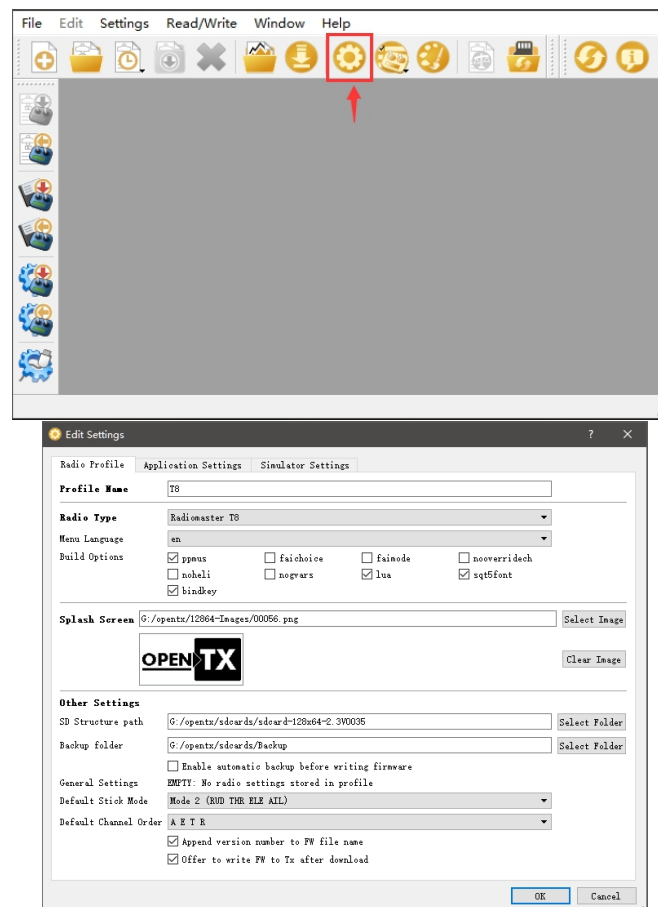 File Edit Settings Read/Write Window Help
Edit Settings ? ×
Radio Profile Application Settings Simulator Settings
Profile Name T8
Radio Type Radiomaster T8
Menu Language en
Build Options ppmus faichoice faimode nooverridech
noheli nogvars lua sqt5font
bindkey
Splash Screen G:/opentx/12864-Images/00056.png Select Image
OPENTX Clear Image
Other Settings
SD Structure path G:/opentx/sdcards/sdcard-128x64-2.3V0035 Select Folder
Backup folder G:/opentx/sdcards/Backup Select Folder
Enable automatic backup before writing firmware
General Settings EMPTY: No radio settings stored in profile
Default Stick Mode Mode 2 (RUD THR ELE AIL)
Default Channel Order A E T R
Append version number to FW file name
Offer to write FW to Tx after download
OK Cancel